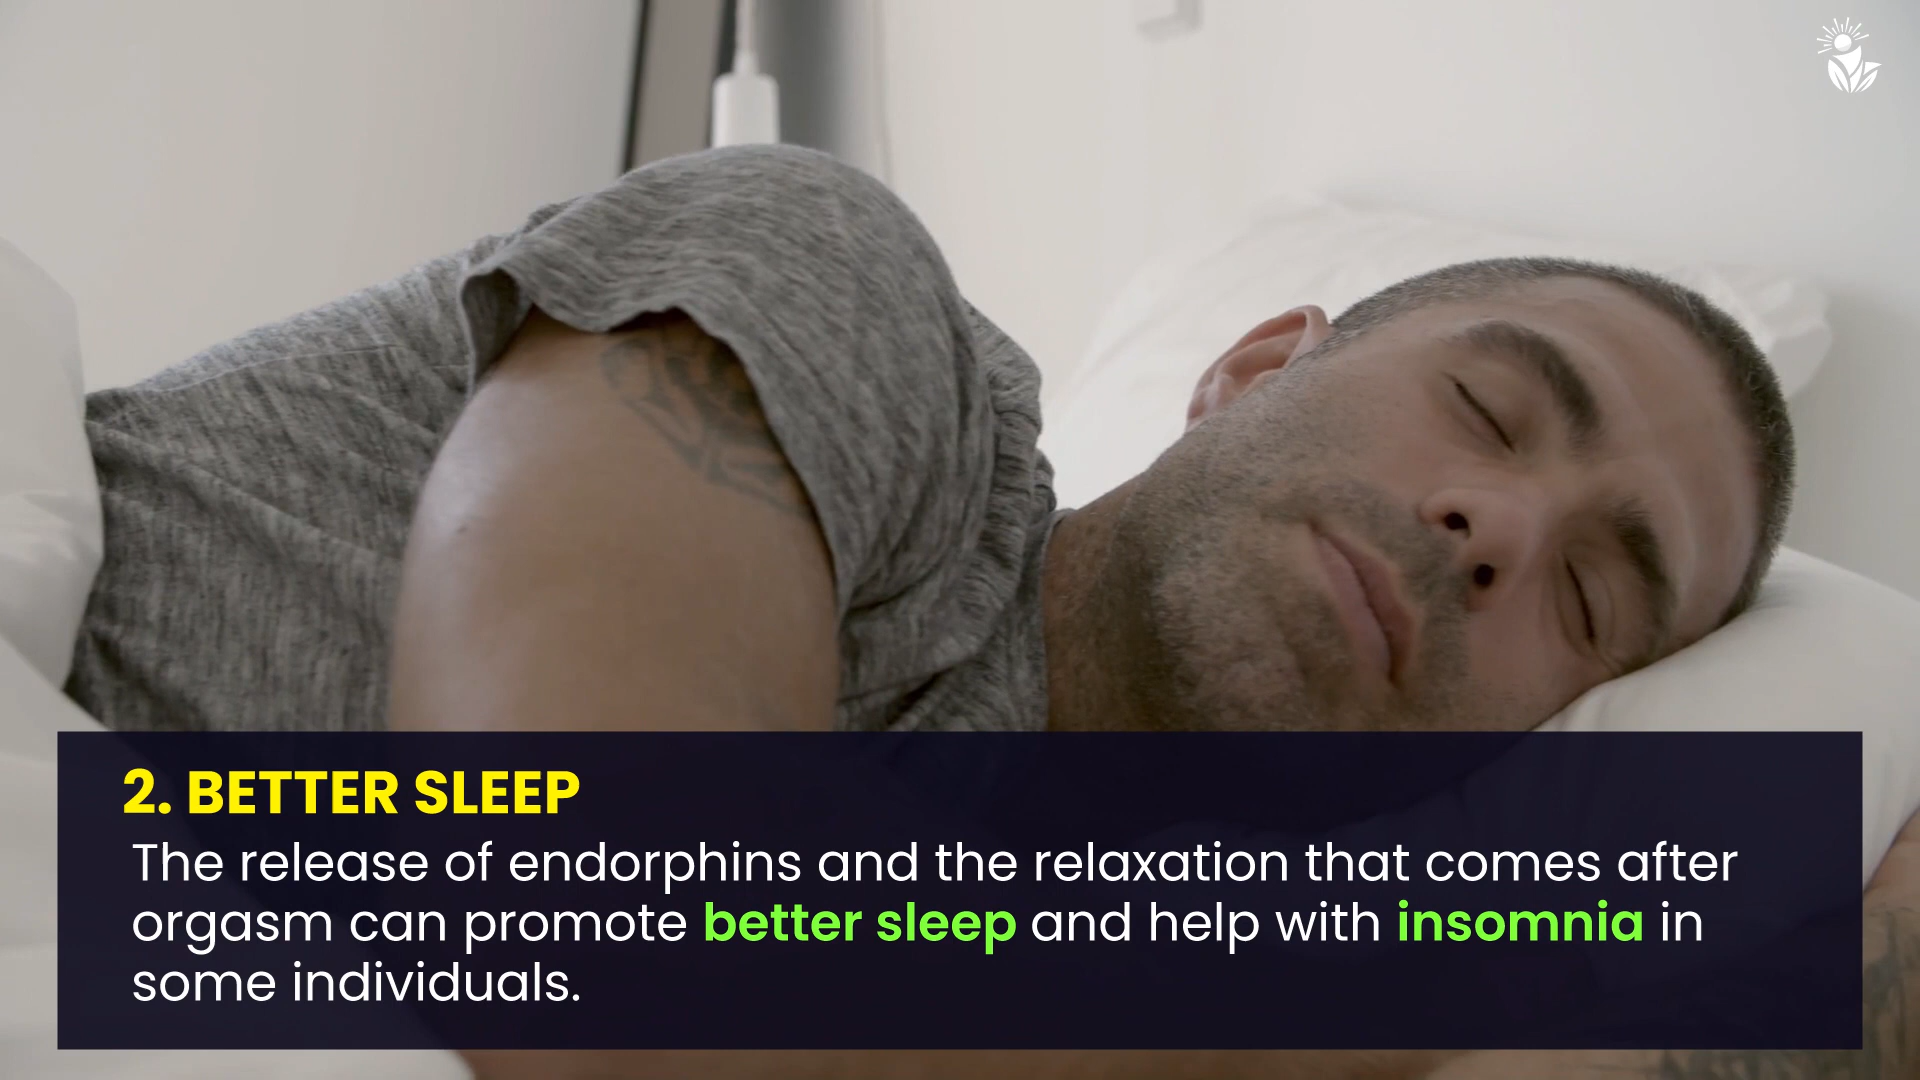 2. BETTER SLEEP
The release of endorphins and the relaxation that comes after
orgasm can promote better sleep and help with insomnia in
some individuals.